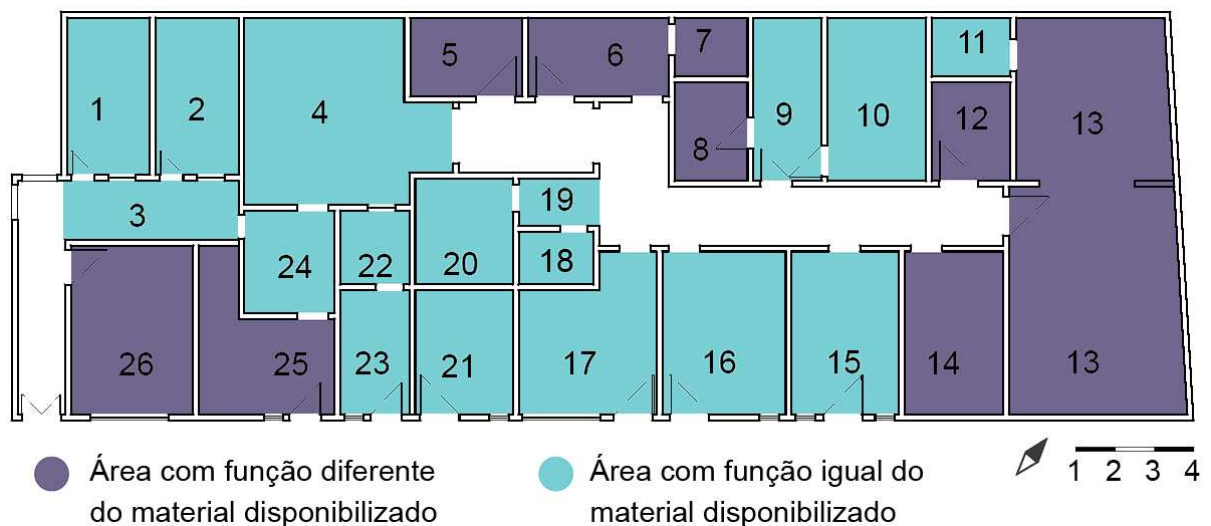 5 6 7 11
1 2 4 9 10 12 13
8
3 19
24 22 20 18
26 25 23 21 17 16 15 14 13
Área com função diferente
do material disponibilizado
Área com função igual do
material disponibilizado
1 2 3 4